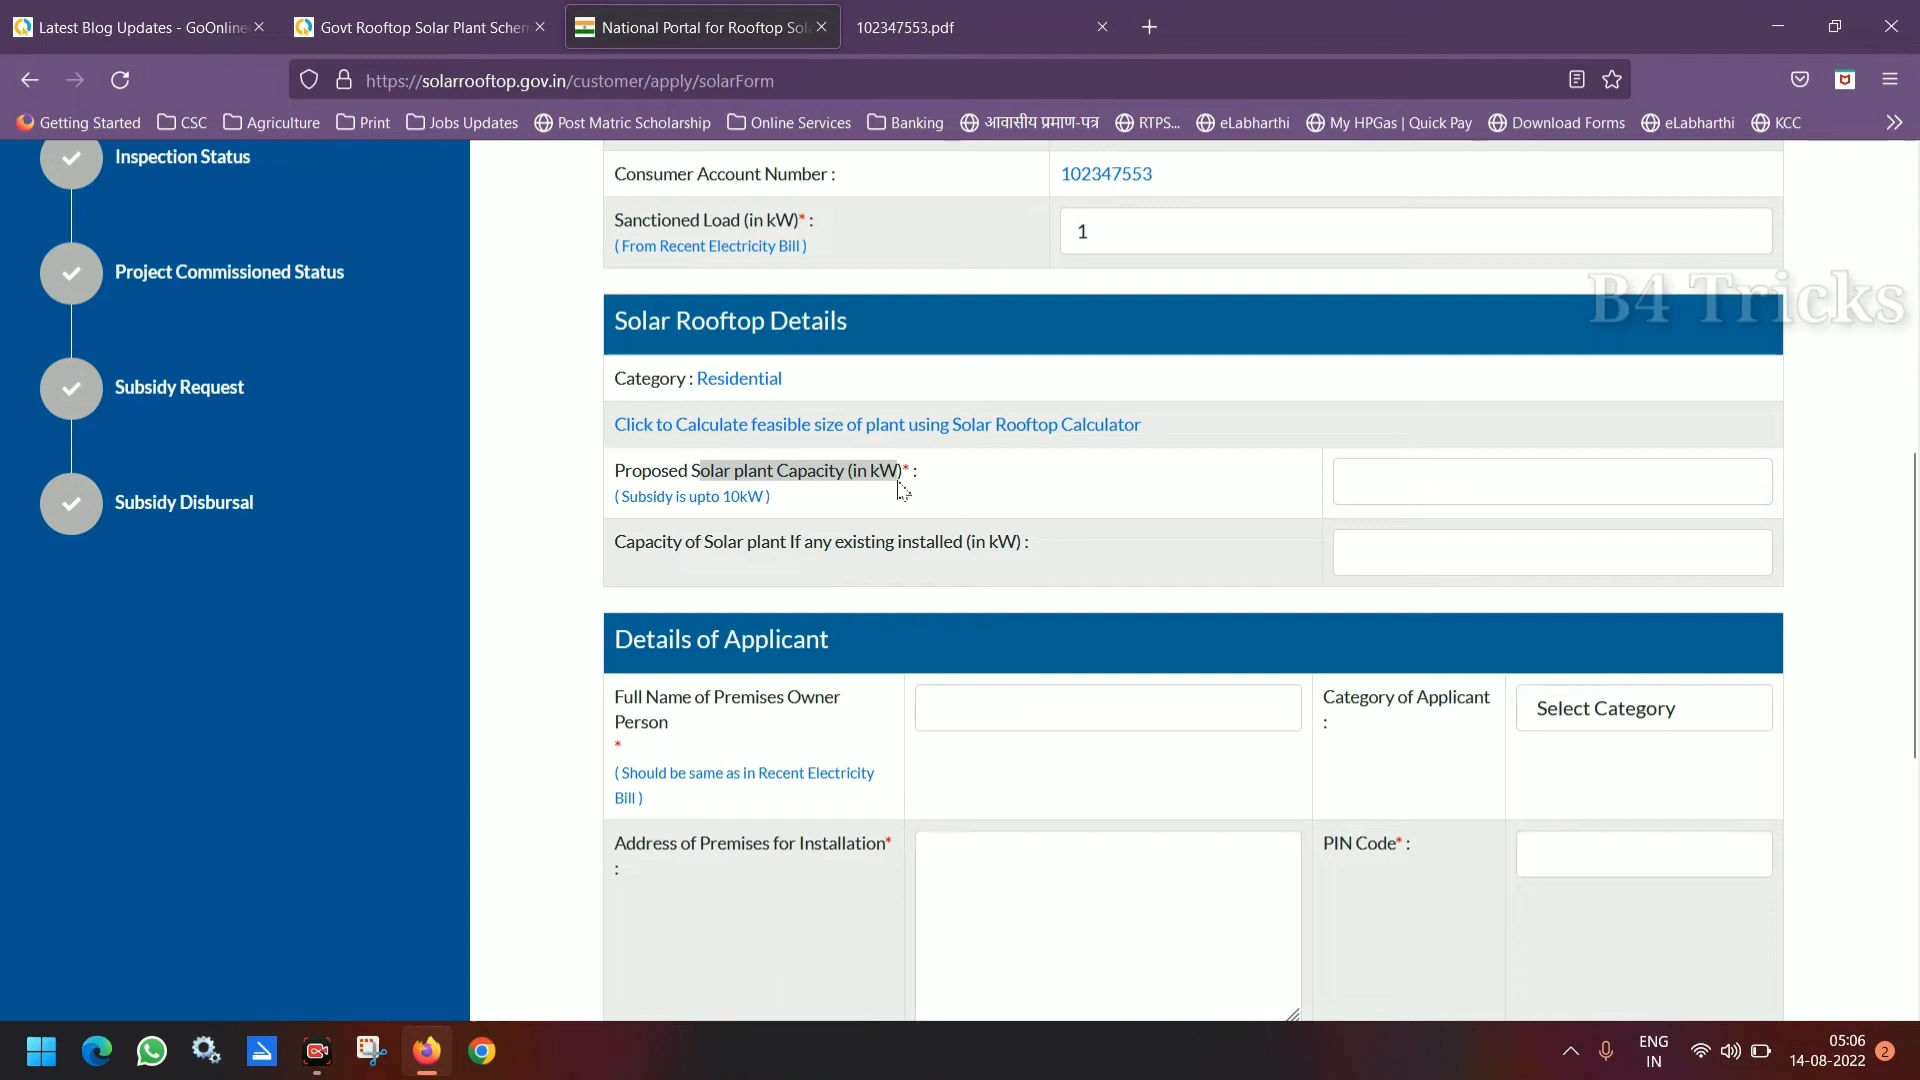 Latest Blog Updates - GoOnline
Govt Rooftop Solar Plant Schem
National Portal for Rooftop Sol
102347553.pdf
https://solarrooftop.gov.in/customer/apply/solarForm
Getting Started CSC Agriculture Print Jobs Updates Post Matric Scholarship Online Services Banking आवासीय प्रमाण-पत्र RTPS... eLabharthi My HPGas | Quick Pay Download Forms eLabharthi KCC
Inspection Status
Project Commissioned Status
Subsidy Request
Subsidy Disbursal
Consumer Account Number : 102347553
Sanctioned Load (in kW)* : 1
( From Recent Electricity Bill )
B4 Tricks
Solar Rooftop Details
Category : Residential
Click to Calculate feasible size of plant using Solar Rooftop Calculator
Proposed Solar plant Capacity (in kW)* :
( Subsidy is upto 10kW )
Capacity of Solar plant If any existing installed (in kW) :
Details of Applicant
Full Name of Premises Owner
Person
*
( Should be same as in Recent Electricity
Bill )
Category of Applicant
:
Select Category
Address of Premises for Installation*
:
PIN Code* :
ENG
IN
05:06
14-08-2022
2